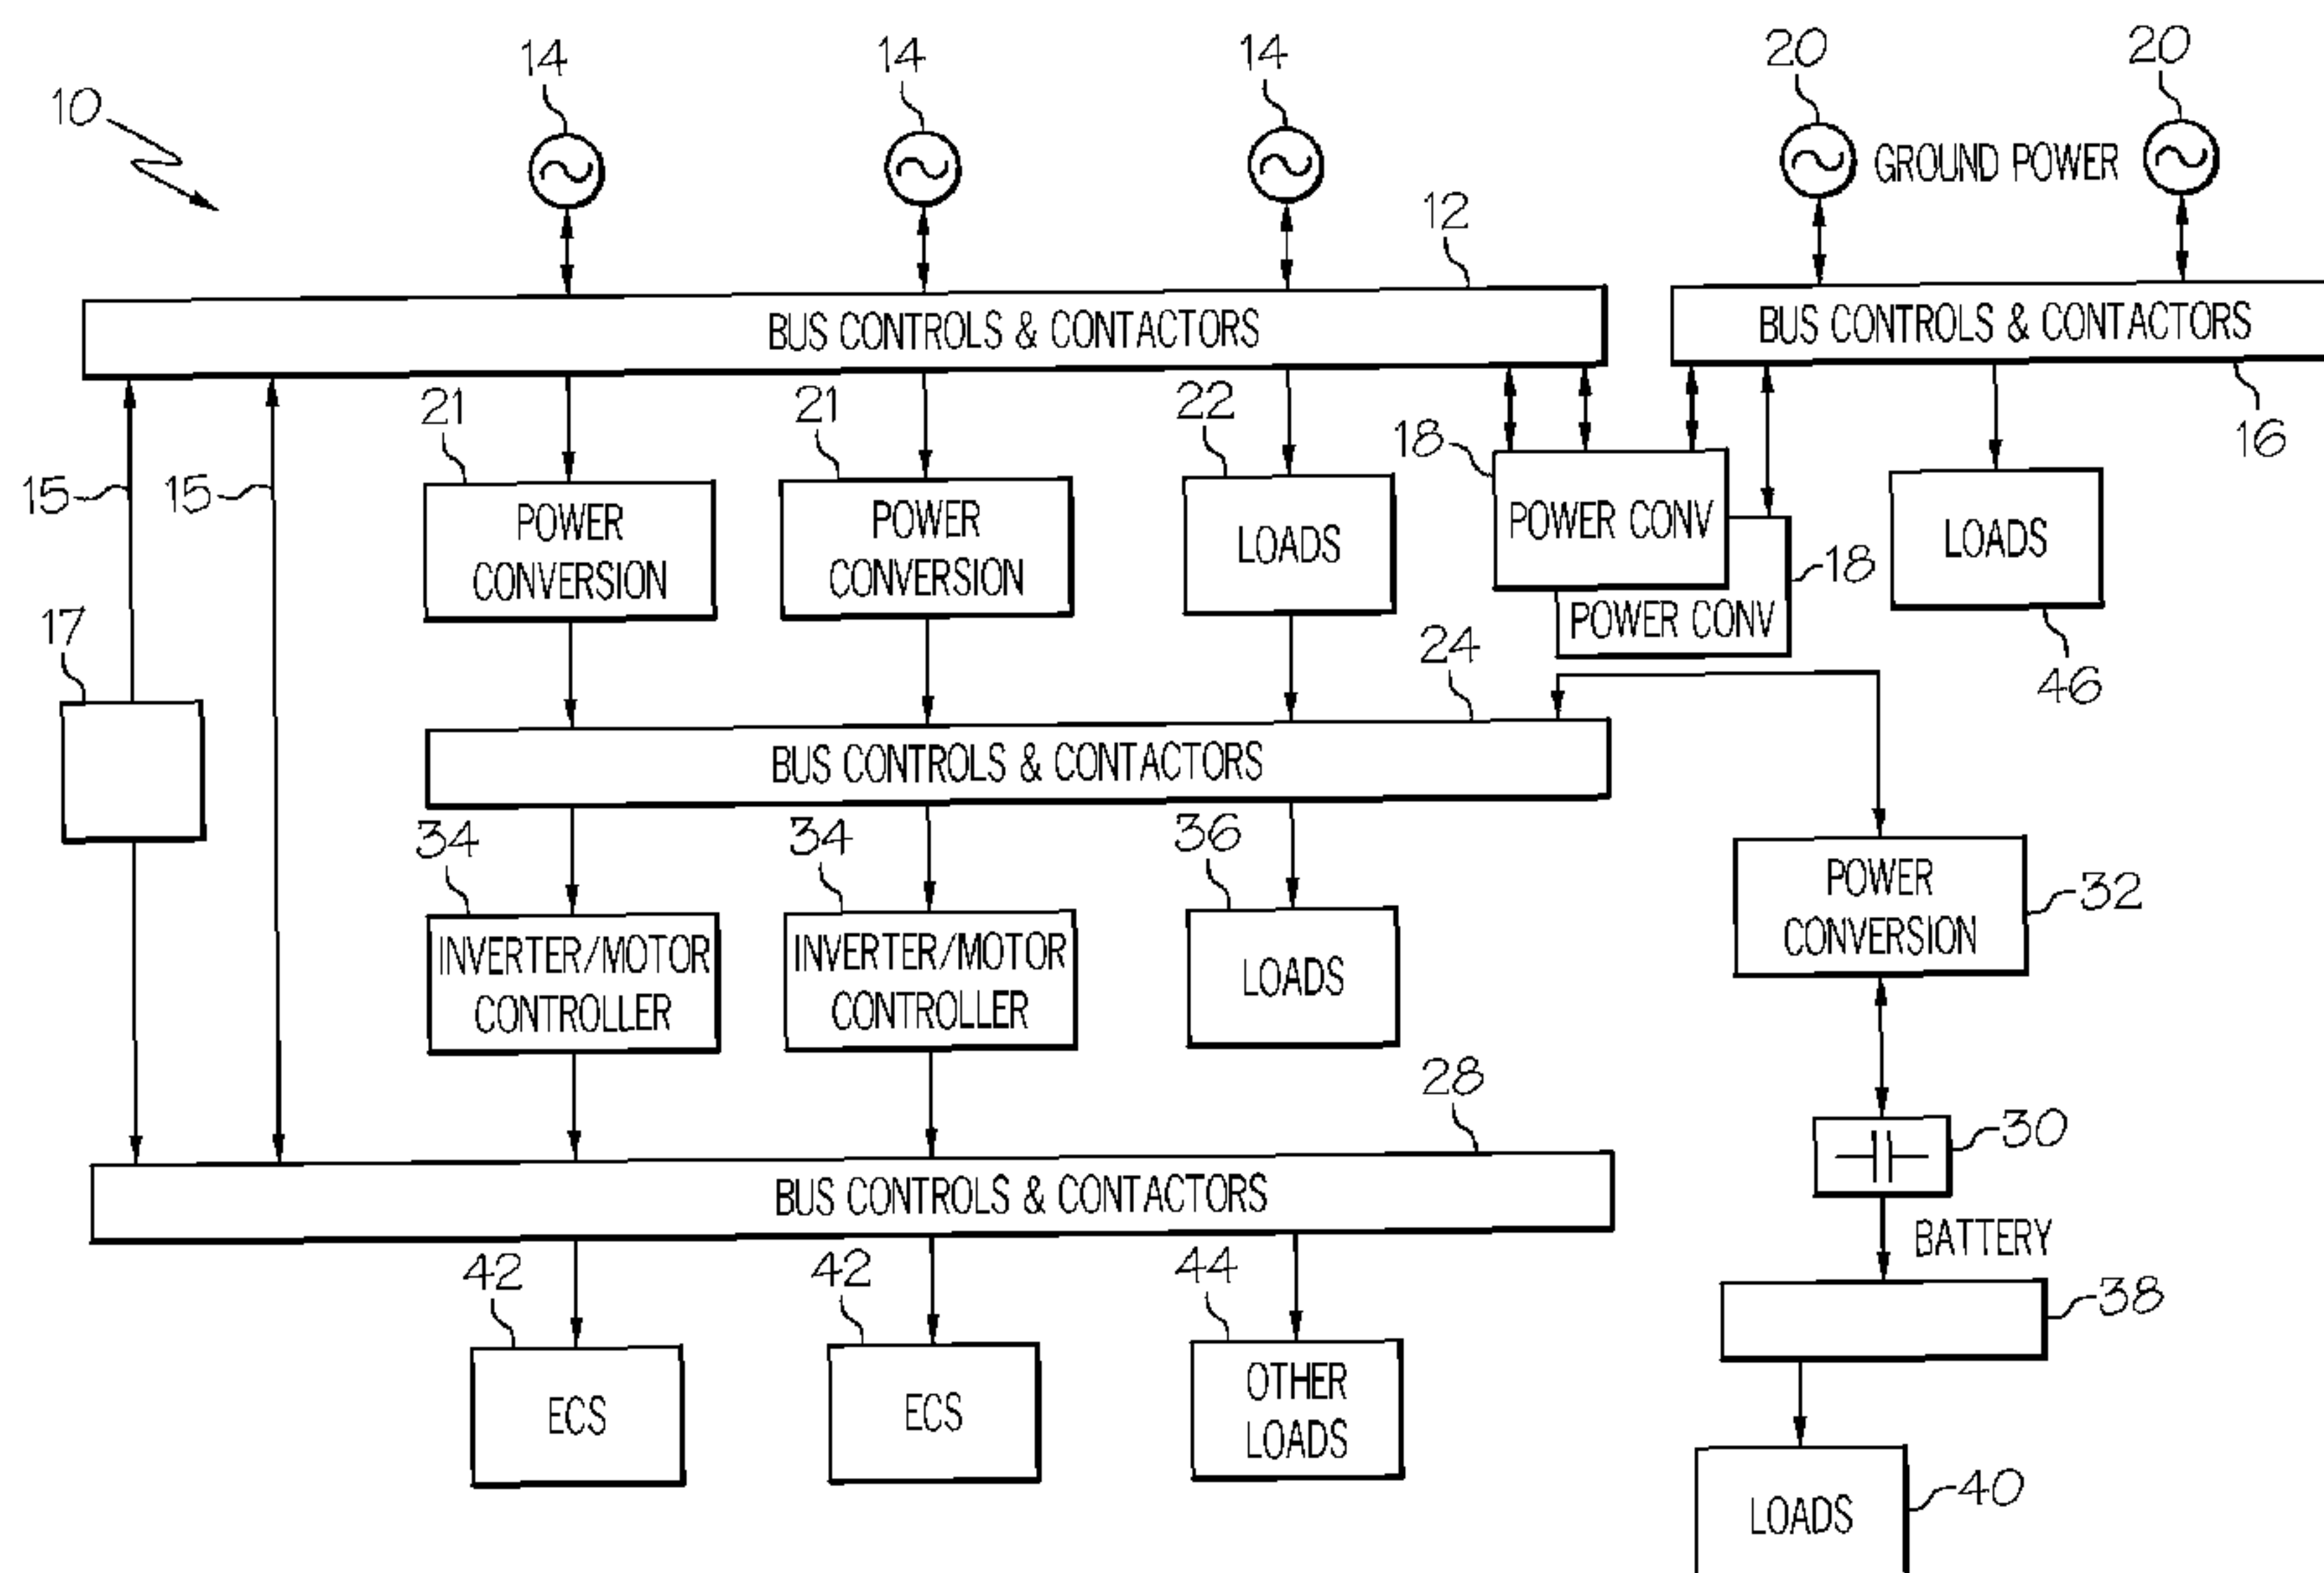 14
14
14
20
20
10
GROUND POWER
12
BUS CONTROLS & CONTACTORS
BUS CONTROLS & CONTACTORS
21
21
22
18
16
15
15
POWER CONVERSION
POWER CONVERSION
LOADS
POWER CONV
LOADS
18
POWER CONV
17
24
46
BUS CONTROLS & CONTACTORS
34
34
36
POWER CONVERSION
32
INVERTER/MOTOR CONTROLLER
INVERTER/MOTOR CONTROLLER
LOADS
28
30
BUS CONTROLS & CONTACTORS
BATTERY
42
42
44
38
ECS
ECS
OTHER LOADS
40
LOADS